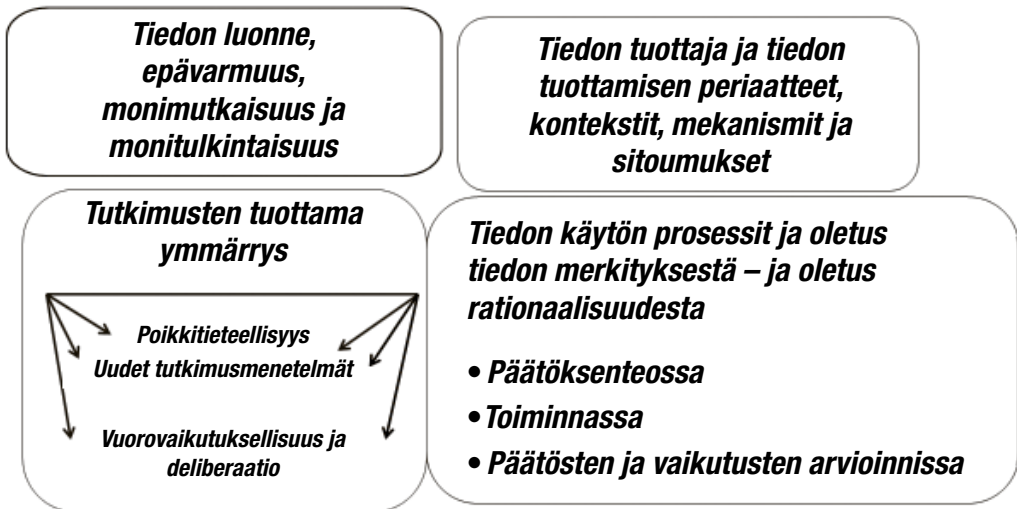 Tiedon luonne,
epävarmuus,
monimutkaisuus ja
monitulkintaisuus
Tiedon tuottaja ja tiedon
tuottamisen periaatteet,
kontekstit, mekanismit ja
sitoumukset
Tutkimusten tuottama
ymmärrys
Poikkitieteellisyys
Uudet tutkimusmenetelmät
Vuorovaikutuksellisuus ja
deliberaatio
Tiedon käytön prosessit ja oletus
tiedon merkityksestä – ja oletus
rationaalisuudesta
• Päätöksenteossa
• Toiminnassa
• Päätösten ja vaikutusten arvioinnissa